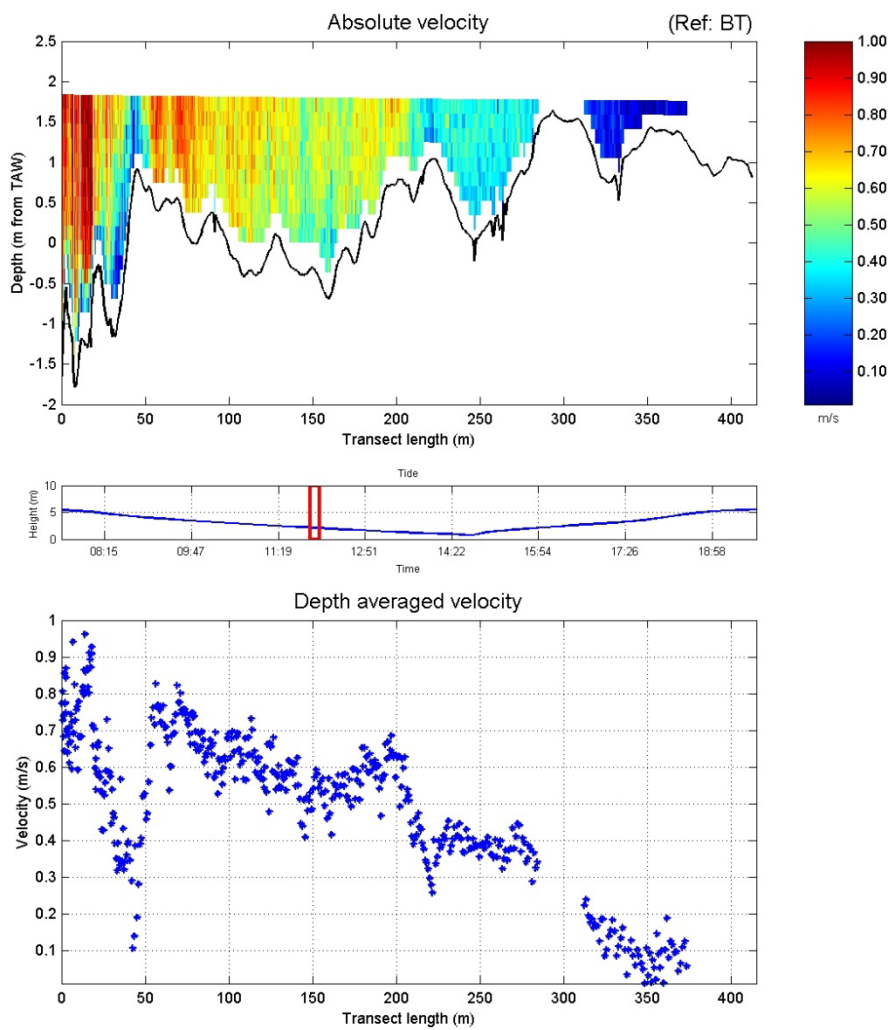 Absolute velocity (Ref: BT)
2.5
2
1.5
1
0.5
0
-0.5
-1
-1.5
-2
Depth (m from TAW)
0 50 100 150 200 250 300 350 400
Transect length (m)
1.00
0.90
0.80
0.70
0.60
0.50
0.40
0.30
0.20
0.10
m/s
Tide
10
5
0
Height (m)
08:15 09:47 11:19 12:51 14:22 15:54 17:26 18:58
Time
Depth averaged velocity
1
0.9
0.8
0.7
0.6
0.5
0.4
0.3
0.2
0.1
Velocity (m/s)
0 50 100 150 200 250 300 350 400
Transect length (m)